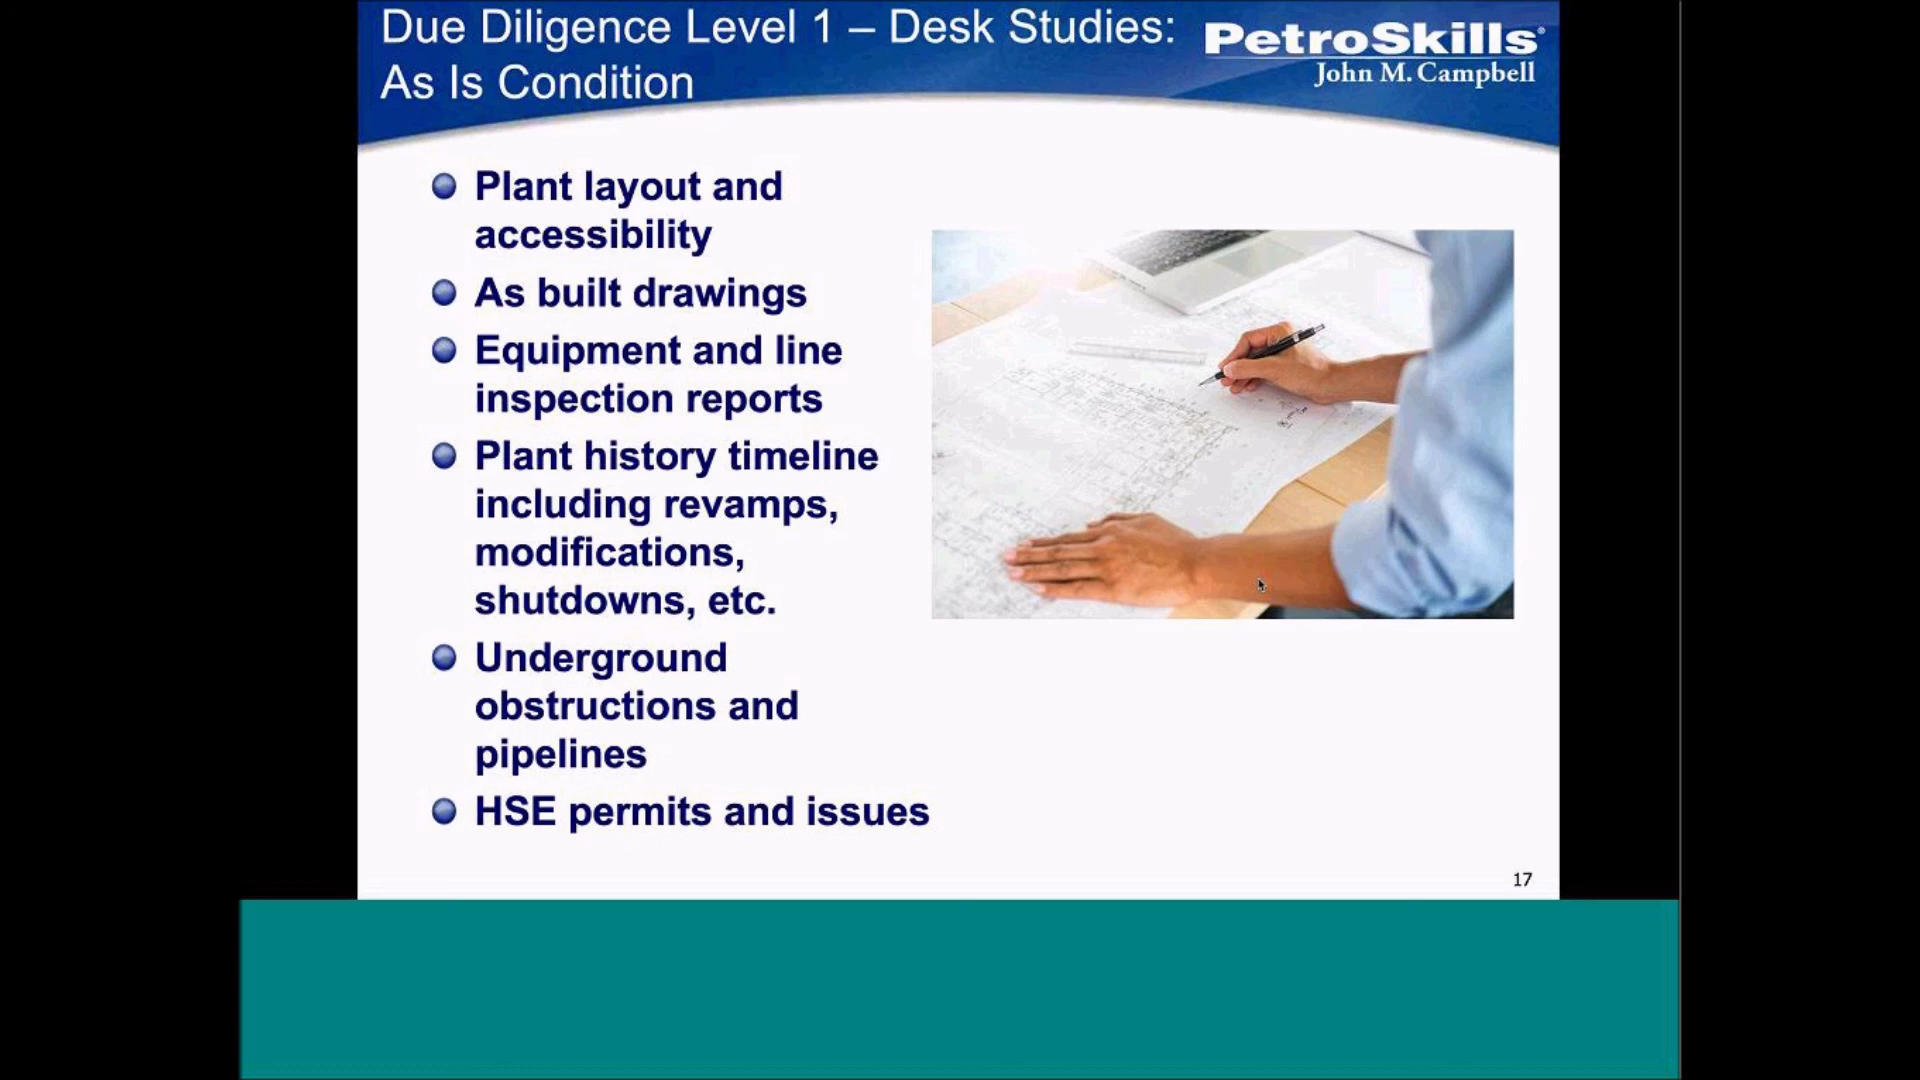 Due Diligence Level 1 – Desk Studies:
As Is Condition
PetroSkills®
John M. Campbell
Plant layout and
accessibility
As built drawings
Equipment and line
inspection reports
Plant history timeline
including revamps,
modifications,
shutdowns, etc.
Underground
obstructions and
pipelines
HSE permits and issues
17